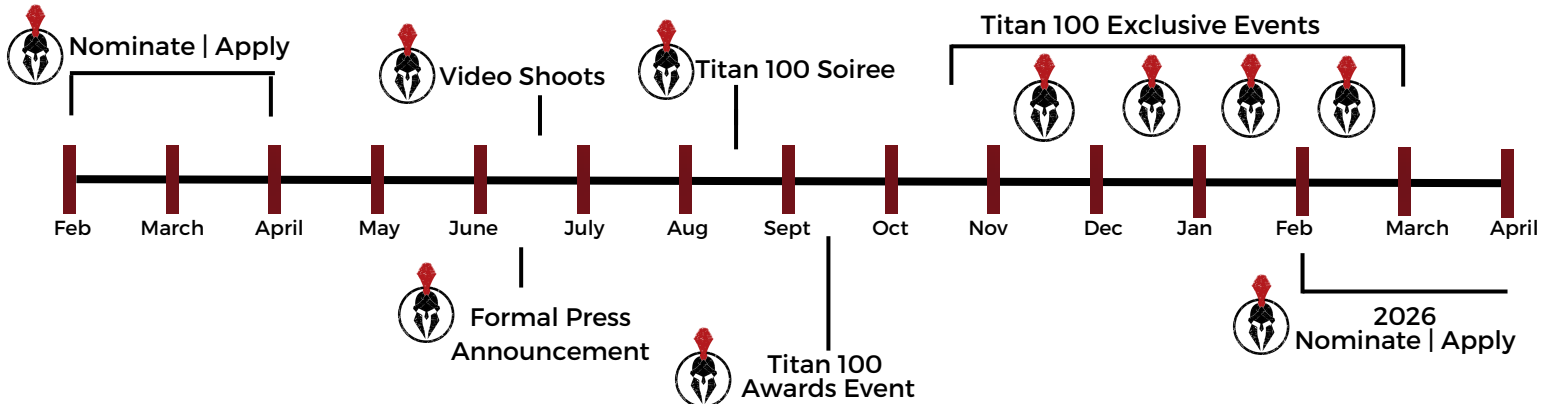 Nominate | Apply
Video Shoots
Titan 100 Soiree
Titan 100 Exclusive Events
Feb
March
April
May
June
July
Aug
Sept
Oct
Nov
Dec
Jan
Feb
March
April
Formal Press
Announcement
Titan 100
Awards Event
2026
Nominate | Apply